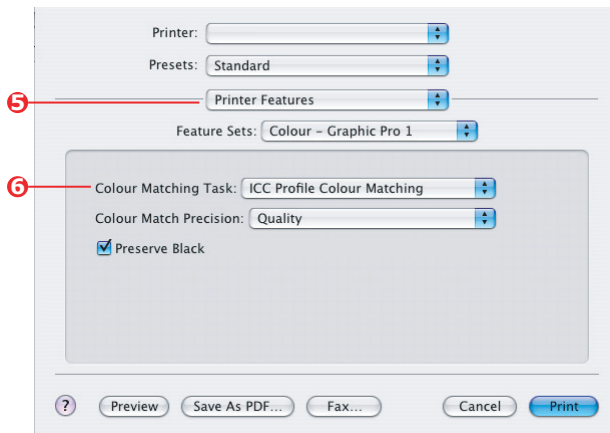 Printer:
Presets: Standard
5 Printer Features
Feature Sets: Colour – Graphic Pro 1
6 Colour Matching Task: ICC Profile Colour Matching
Colour Match Precision: Quality
Preserve Black
? Preview Save As PDF... Fax... Cancel Print